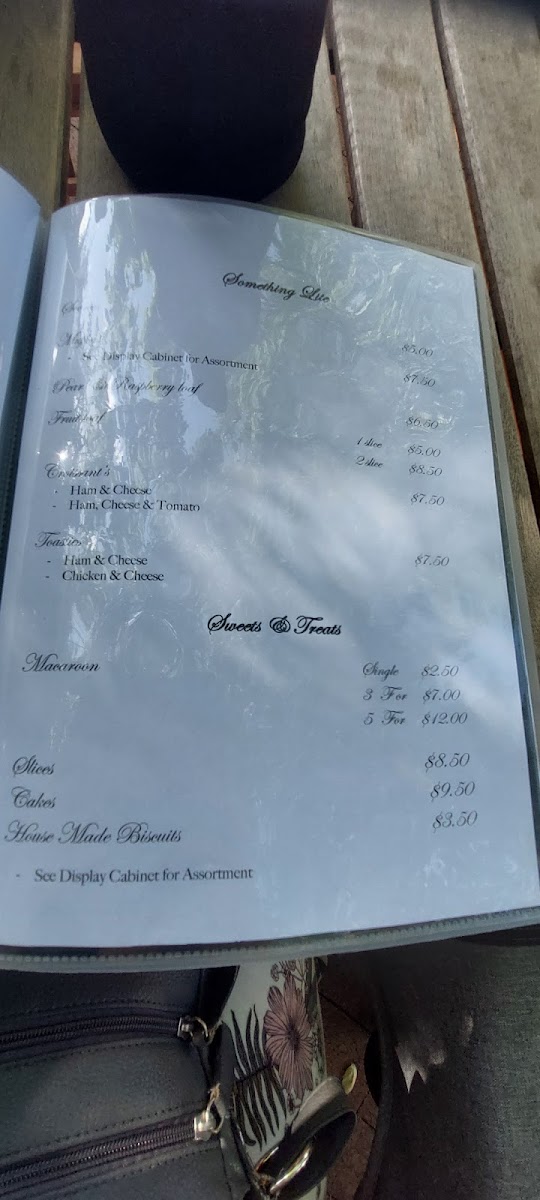 Something Lite
$5.00
- See Display Cabinet for Assortment
$7.50
Pear Raspberry loaf $6.50
Fruit loaf 1 slice $5.00
2 slice $8.50
Croissant's $7.50
- Ham & Cheese
- Ham, Cheese & Tomato
Toasties $7.50
- Ham & Cheese
- Chicken & Cheese
Sweets & Treats
Macaroon Single $2.50
3 For $7.00
5 For $12.00
Slices $8.50
Cakes $9.50
House Made Biscuits $3.50
- See Display Cabinet for Assortment